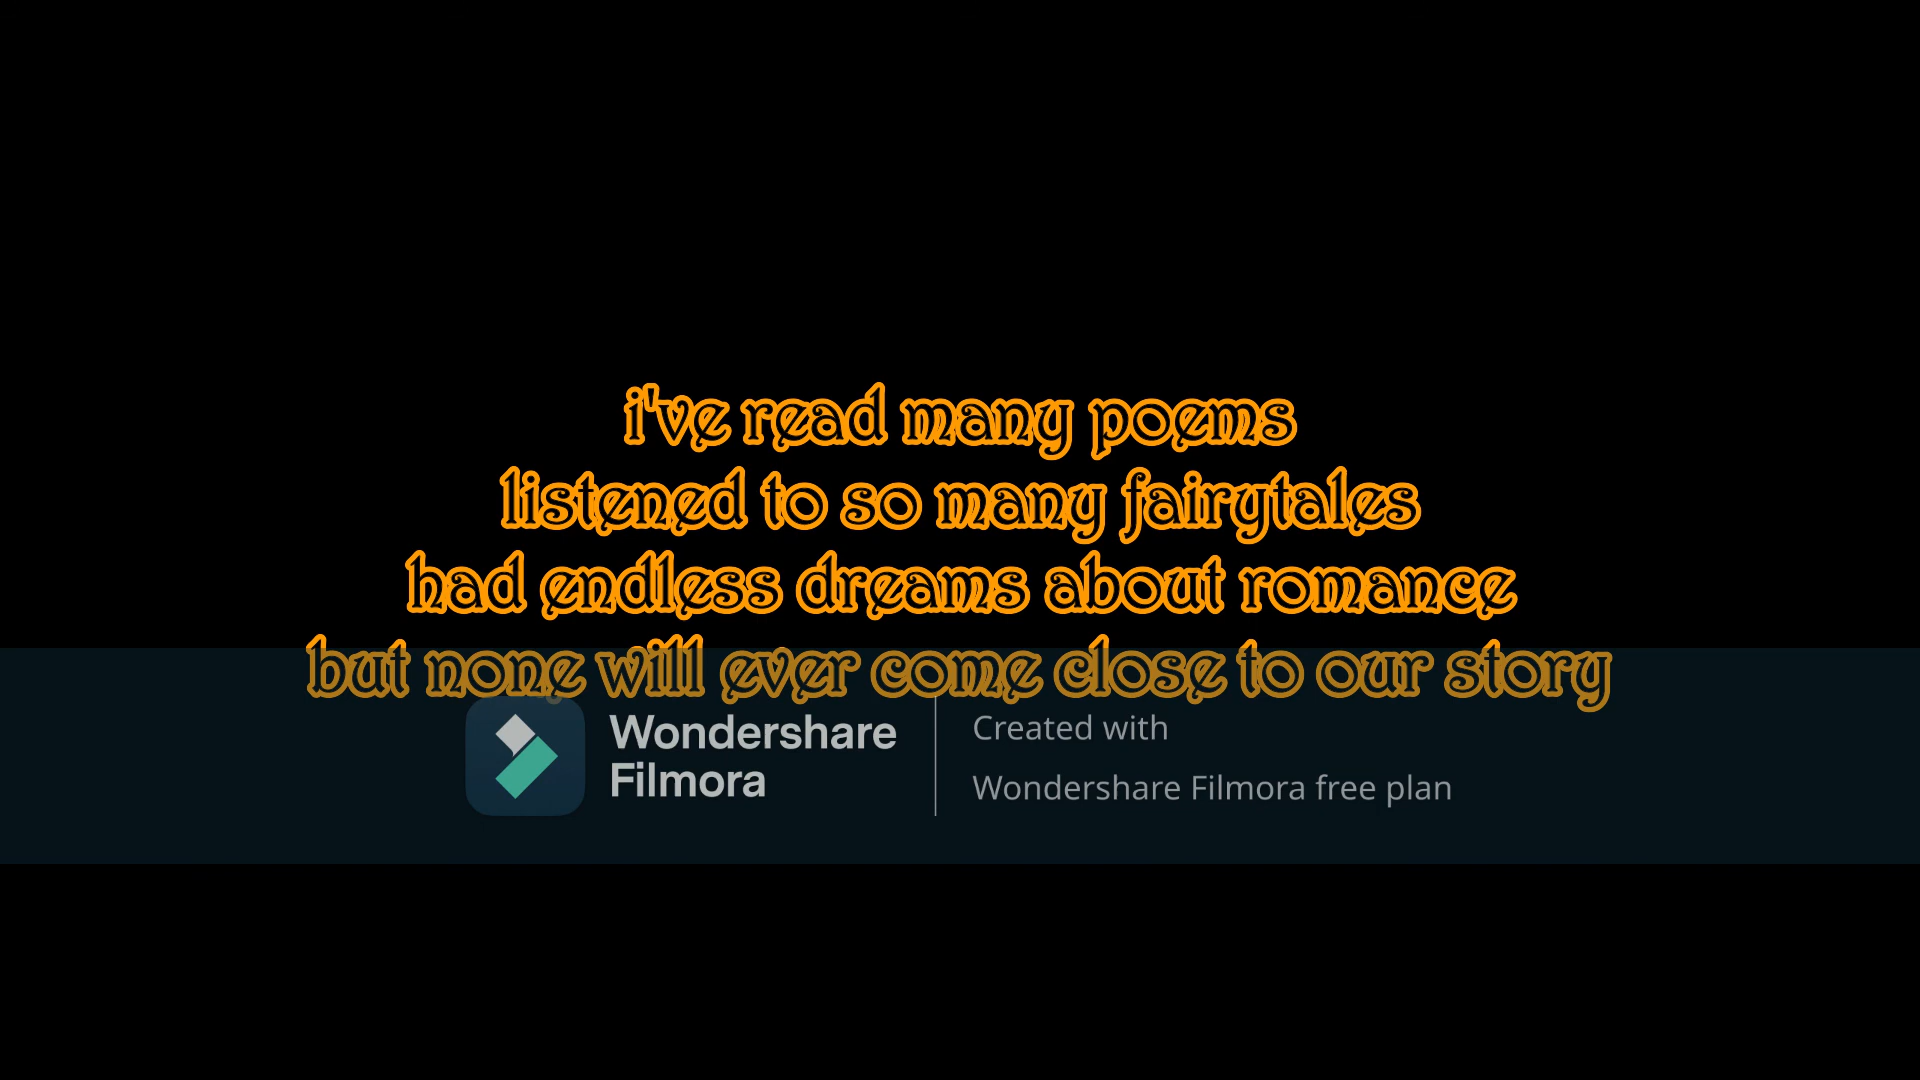 i've read many poems
listened to so many fairytales
had endless dreams about romance
but none will ever come close to our story
Wondershare
Filmora
Created with
Wondershare Filmora free plan